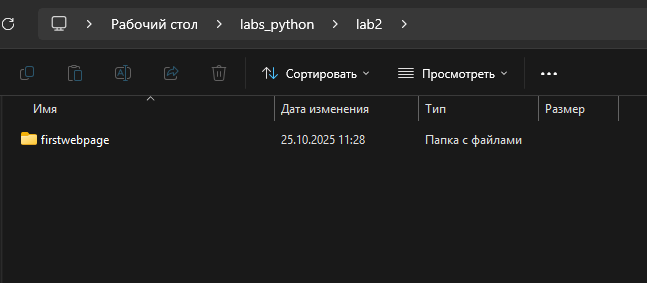 Рабочий стол > labs_python > lab2 >
Сортировать Просмотреть •••
Имя Дата изменения Тип Размер
firstwebpage 25.10.2025 11:28 Папка с файлами